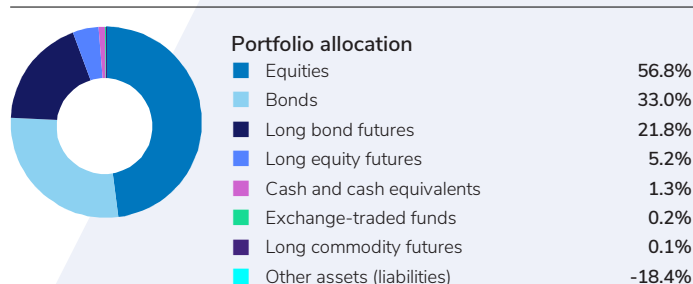 Portfolio allocation
Equities 56.8%
Bonds 33.0%
Long bond futures 21.8%
Long equity futures 5.2%
Cash and cash equivalents 1.3%
Exchange-traded funds 0.2%
Long commodity futures 0.1%
Other assets (liabilities) -18.4%